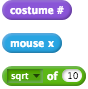 costume #
mouse x
sqrt of 10